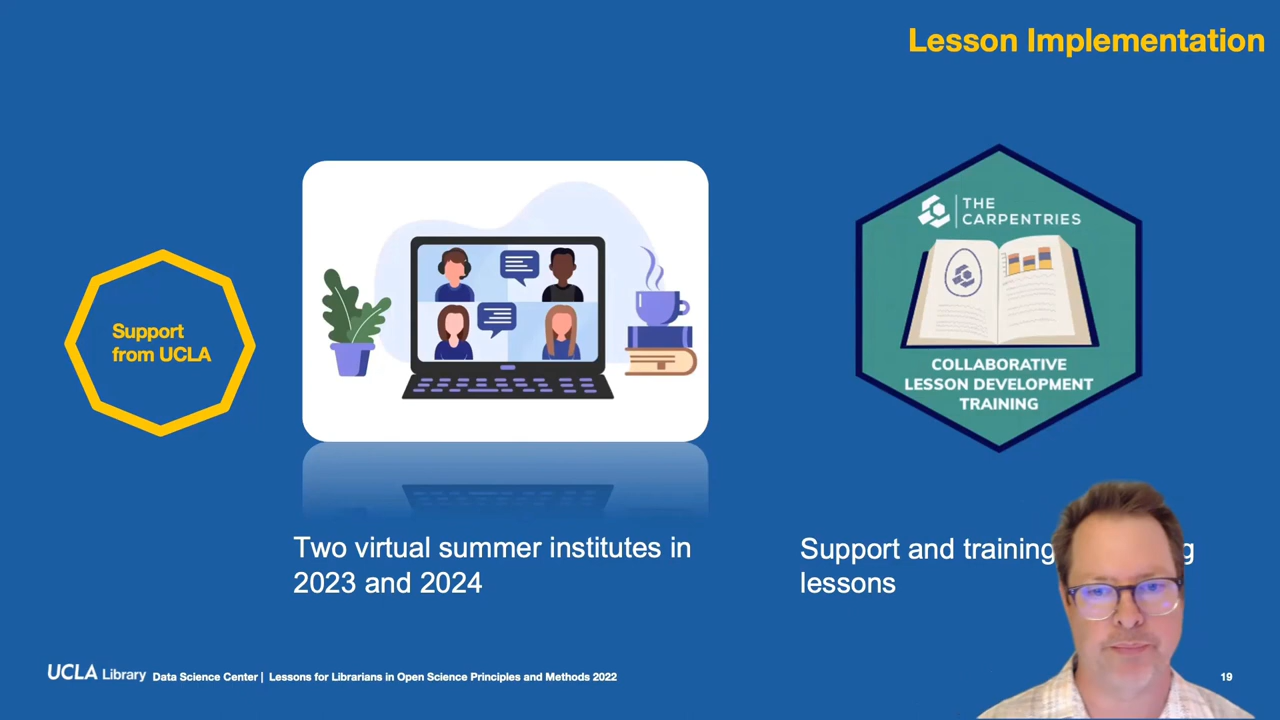 Lesson Implementation
Support
from UCLA
THE
CARPENTRIES
COLLABORATIVE
LESSON DEVELOPMENT
TRAINING
Two virtual summer institutes in
2023 and 2024
Support and training
lessons
UCLA Library Data Science Center | Lessons for Librarians in Open Science Principles and Methods 2022
19